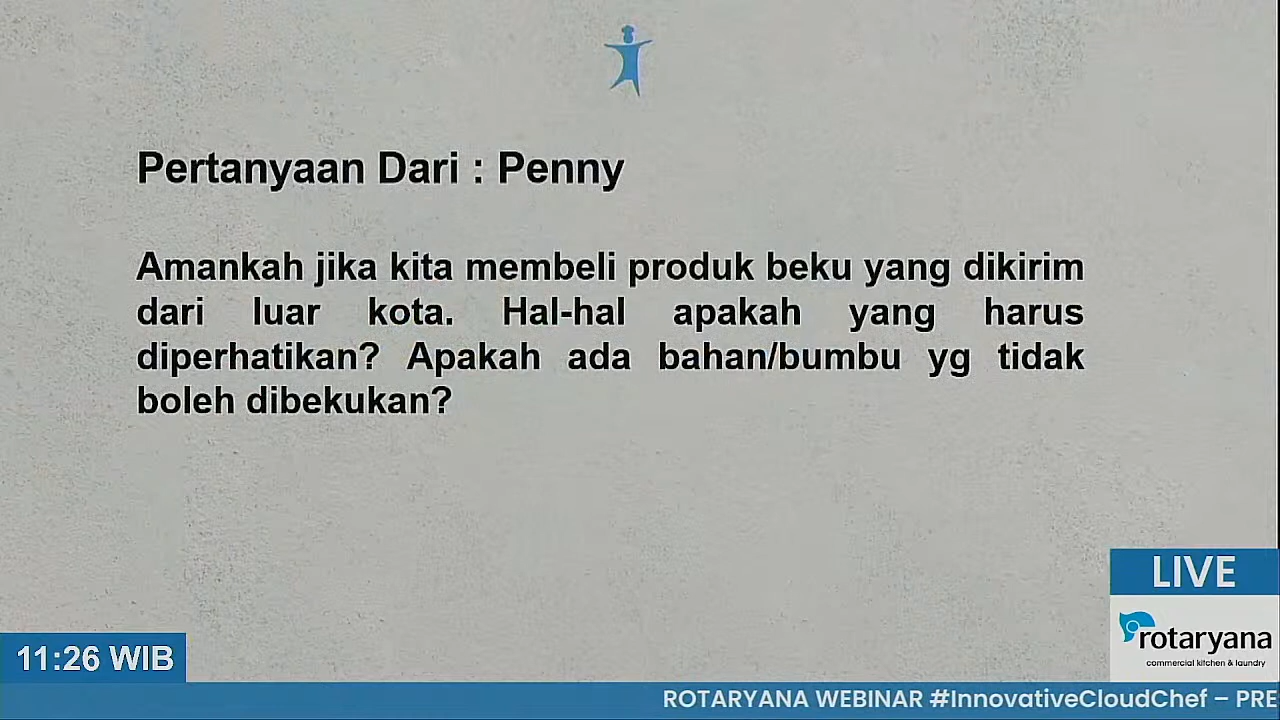 Pertanyaan Dari : Penny
Amankah jika kita membeli produk beku yang dikirim
dari luar kota. Hal-hal apakah yang harus
diperhatikan? Apakah ada bahan/bumbu yg tidak
boleh dibekukan?
LIVE
rotaryana
commercial kitchen & laundry
11:26 WIB
ROTARYANA WEBINAR #InnovativeCloudChef – PRE